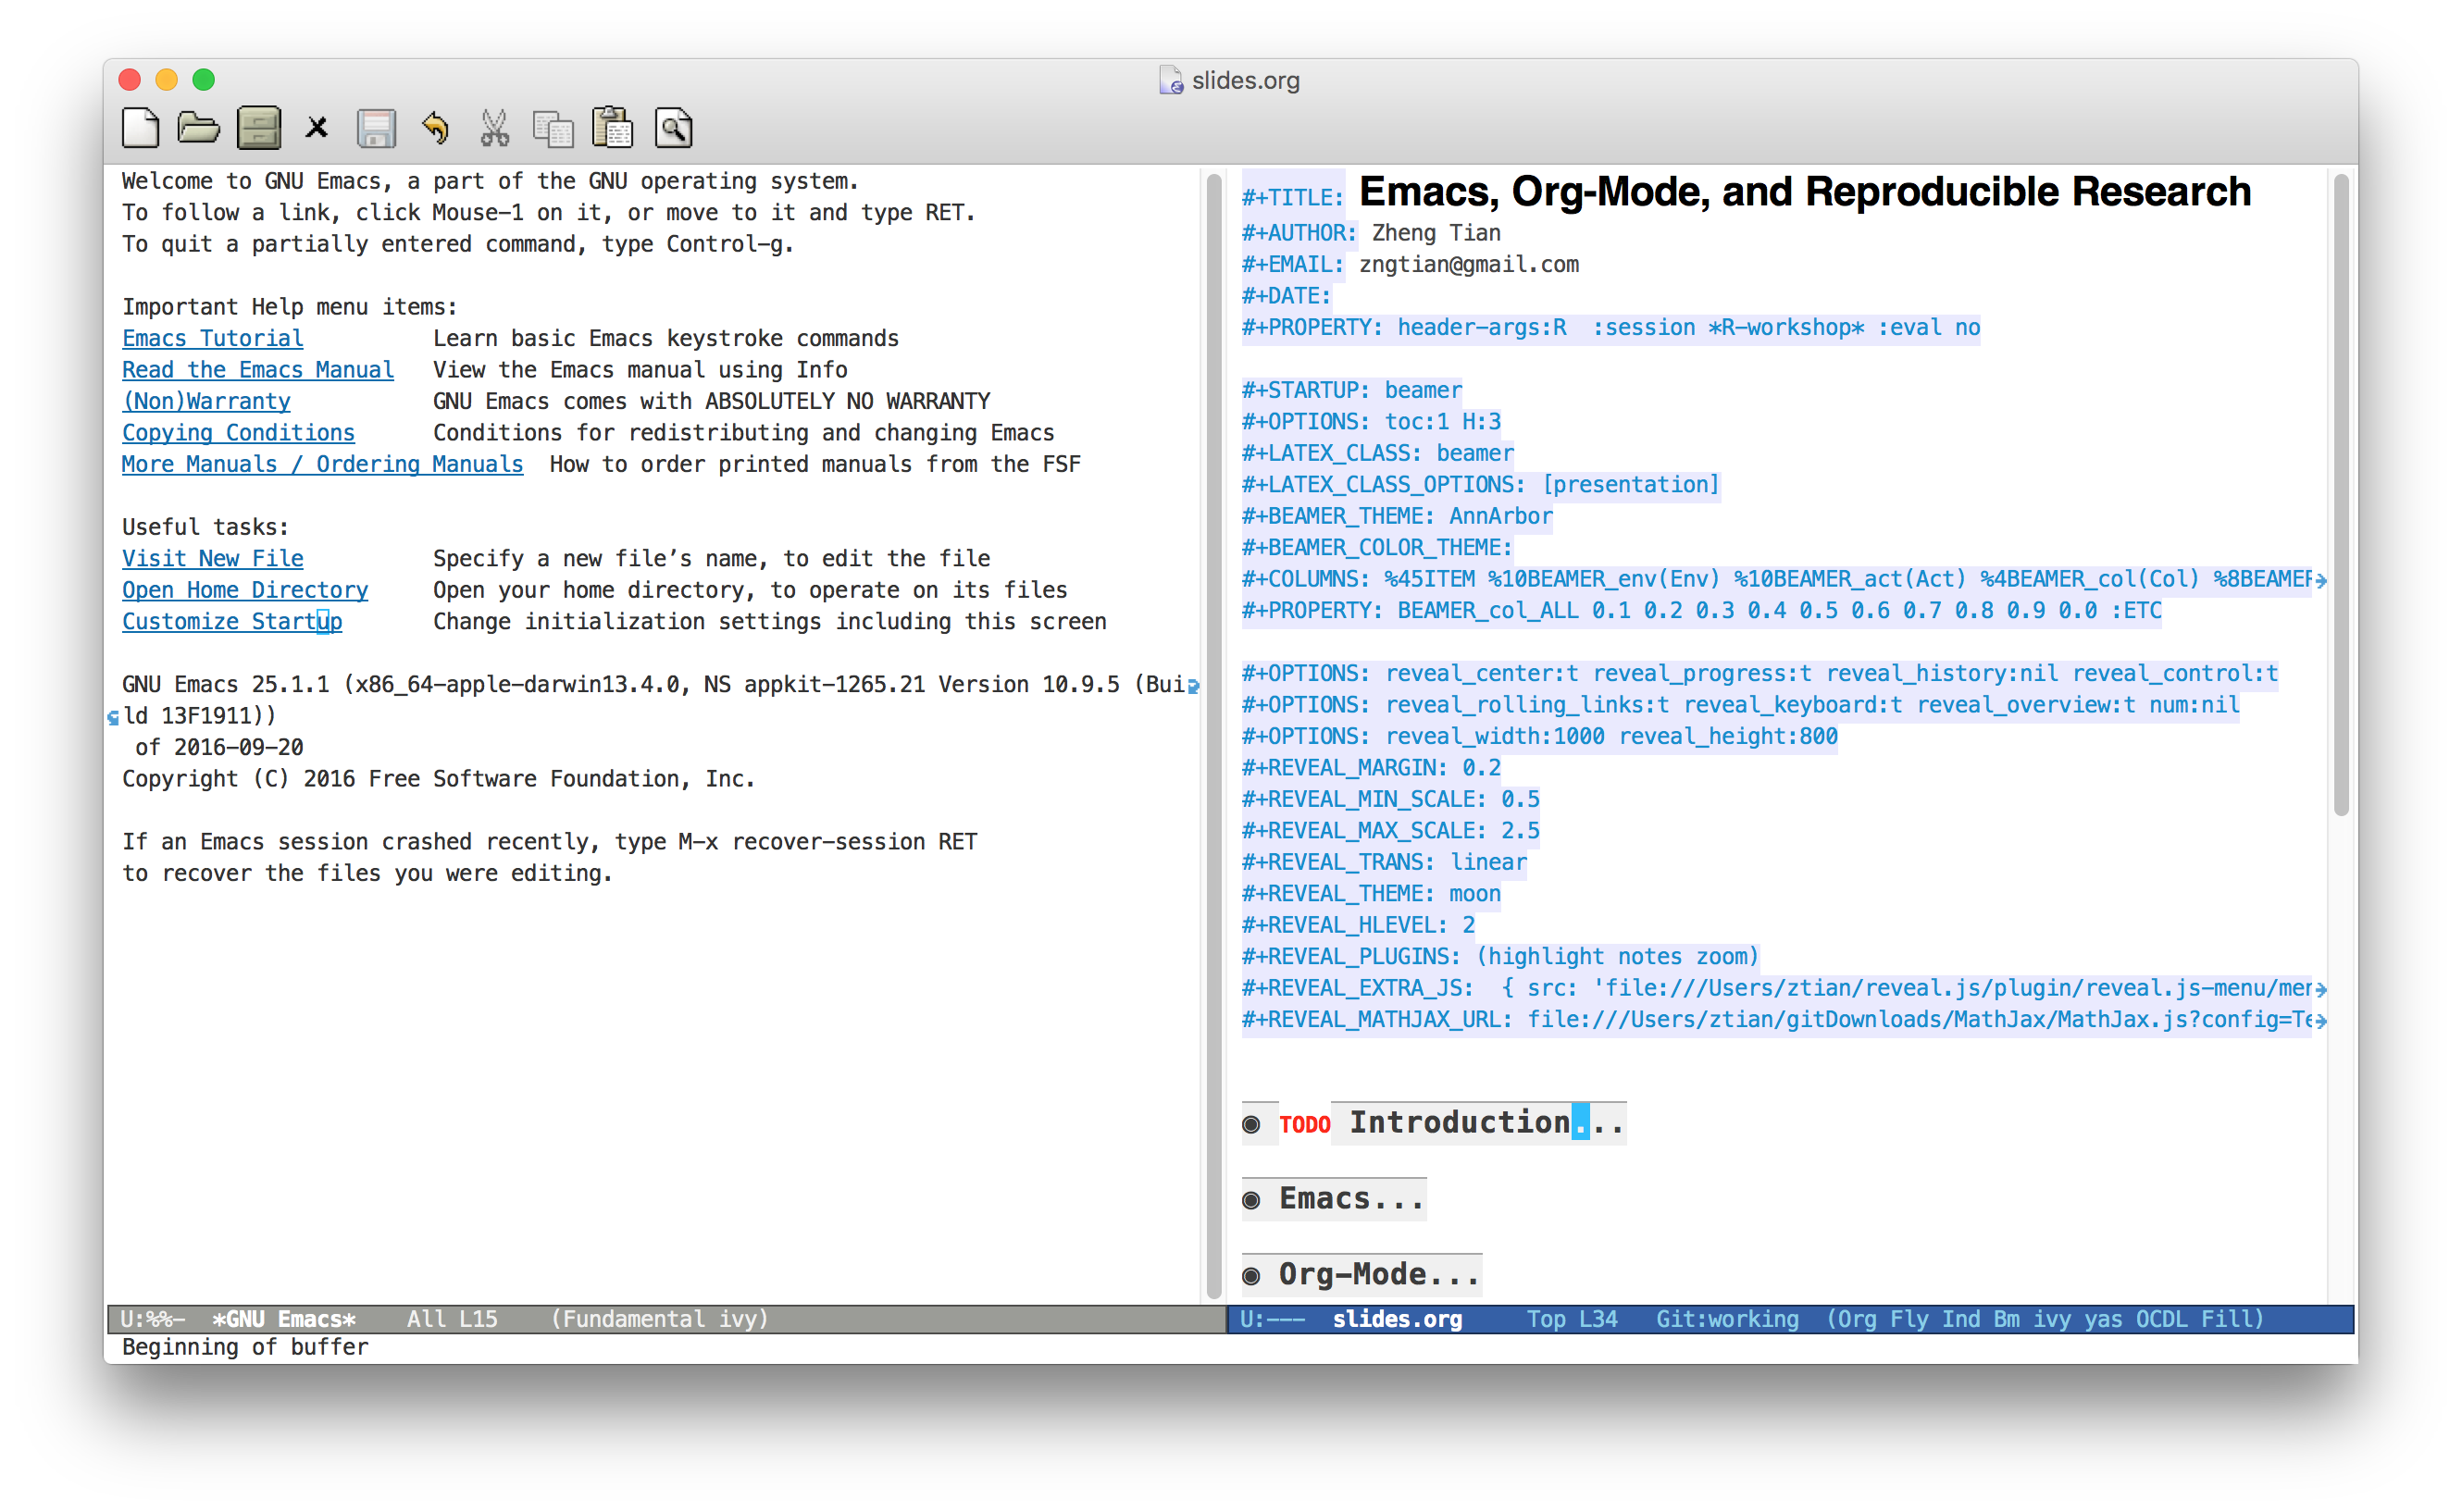 slides.org
Welcome to GNU Emacs, a part of the GNU operating system.
To follow a link, click Mouse-1 on it, or move to it and type RET.
To quit a partially entered command, type Control-g.
Important Help menu items:
Emacs Tutorial Learn basic Emacs keystroke commands
Read the Emacs Manual View the Emacs manual using Info
(Non)Warranty GNU Emacs comes with ABSOLUTELY NO WARRANTY
Copying Conditions Conditions for redistributing and changing Emacs
More Manuals / Ordering Manuals How to order printed manuals from the FSF
Useful tasks:
Visit New File Specify a new file’s name, to edit the file
Open Home Directory Open your home directory, to operate on its files
Customize Startup Change initialization settings including this screen
GNU Emacs 25.1.1 (x86_64-apple-darwin13.4.0, NS appkit-1265.21 Version 10.9.5 (Bui
ld 13F1911))
of 2016-09-20
Copyright (C) 2016 Free Software Foundation, Inc.
If an Emacs session crashed recently, type M-x recover-session RET
to recover the files you were editing.
U:%%- *GNU Emacs* All L15 (Fundamental ivy)
#+TITLE: Emacs, Org-Mode, and Reproducible Research
#+AUTHOR: Zheng Tian
#+EMAIL: zngtian@gmail.com
#+DATE:
#+PROPERTY: header-args:R :session *R-workshop* :eval no
#+STARTUP: beamer
#+OPTIONS: toc:1 H:3
#+LATEX_CLASS: beamer
#+LATEX_CLASS_OPTIONS: [presentation]
#+BEAMER_THEME: AnnArbor
#+BEAMER_COLOR_THEME:
#+COLUMNS: %45ITEM %10BEAMER_env(Env) %10BEAMER_act(Act) %4BEAMER_col(Col) %8BEAMER
#+PROPERTY: BEAMER_col_ALL 0.1 0.2 0.3 0.4 0.5 0.6 0.7 0.8 0.9 0.0 :ETC
#+OPTIONS: reveal_center:t reveal_progress:t reveal_history:nil reveal_control:t
#+OPTIONS: reveal_rolling_links:t reveal_keyboard:t reveal_overview:t num:nil
#+OPTIONS: reveal_width:1000 reveal_height:800
#+REVEAL_MARGIN: 0.2
#+REVEAL_MIN_SCALE: 0.5
#+REVEAL_MAX_SCALE: 2.5
#+REVEAL_TRANS: linear
#+REVEAL_THEME: moon
#+REVEAL_HLEVEL: 2
#+REVEAL_PLUGINS: (highlight notes zoom)
#+REVEAL_EXTRA_JS: { src: 'file:///Users/ztian/reveal.js/plugin/reveal.js-menu/men
#+REVEAL_MATHJAX_URL: file:///Users/ztian/gitDownloads/MathJax/MathJax.js?config=Te
◉ TODO Introduction...
◉ Emacs...
◉ Org-Mode...
U:--- slides.org Top L34 Git:working (Org Fly Ind Bm ivy yas OCDL Fill)
Beginning of buffer